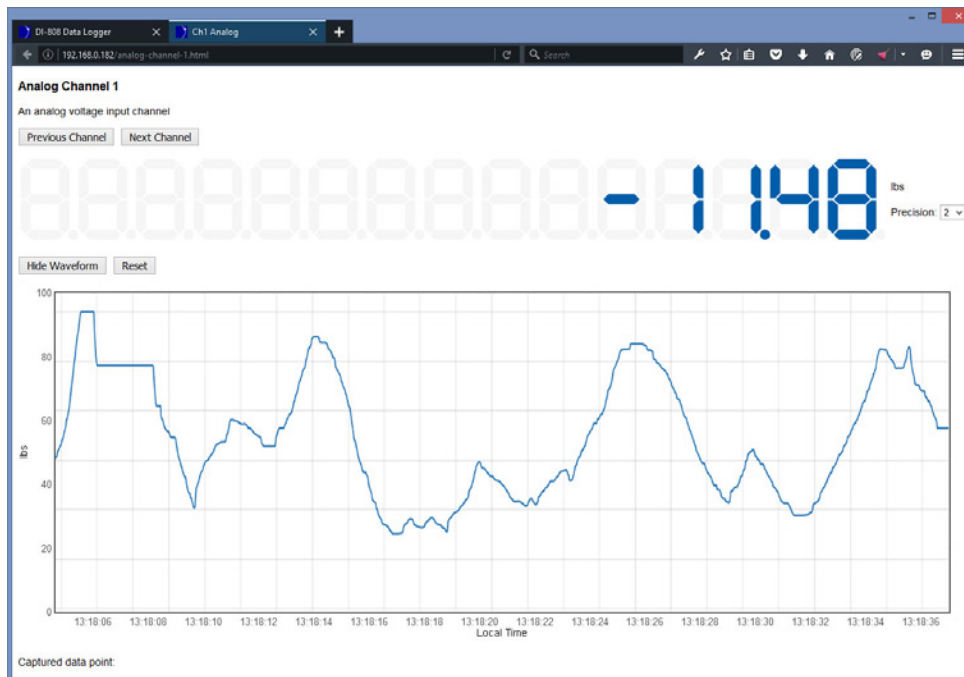 DI-808 Data Logger
Ch1 Analog
192.168.0.182/analog-channel-1.html
Search
Analog Channel 1
An analog voltage input channel
Previous Channel Next Channel
-11.48
lbs
Precision: 2
Hide Waveform Reset
100
80
60
40
20
0
lbs
13:18:06 13:18:08 13:18:10 13:18:12 13:18:14 13:18:16 13:18:18 13:18:20 13:18:22 13:18:24 13:18:26 13:18:28 13:18:30 13:18:32 13:18:34 13:18:36
Local Time
Captured data point: